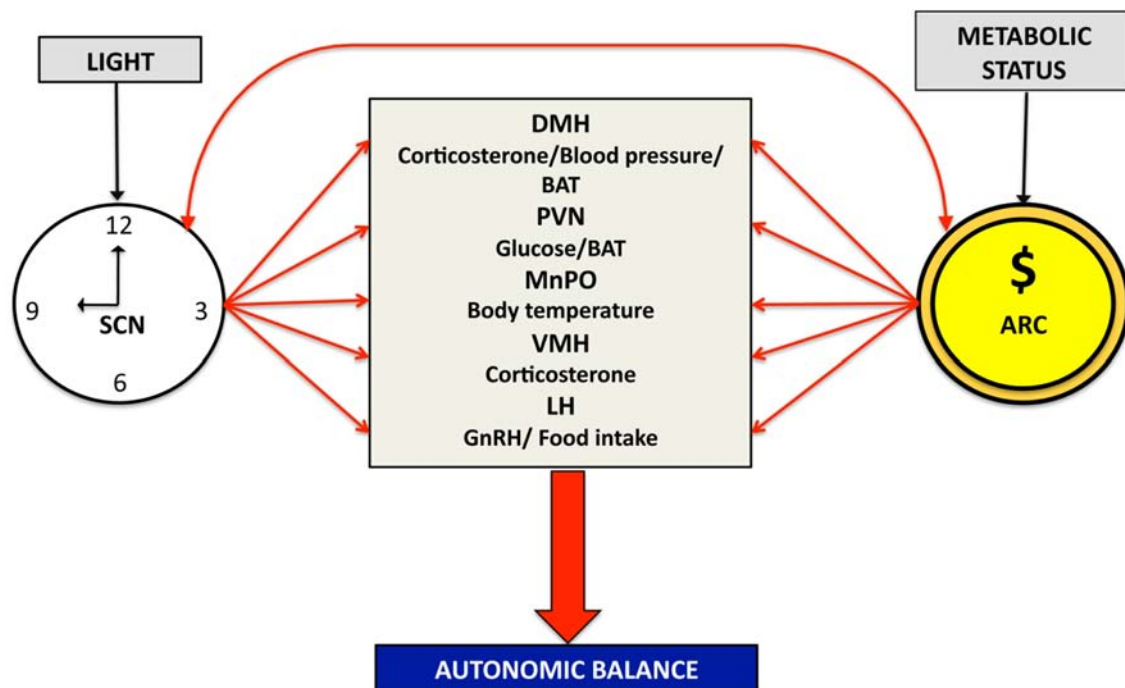 LIGHT
METABOLIC
STATUS
DMH
Corticosterone/Blood pressure/
BAT
PVN
Glucose/BAT
MnPO
Body temperature
VMH
Corticosterone
LH
GnRH/ Food intake
12
9
3
SCN
6
$
ARC
AUTONOMIC BALANCE